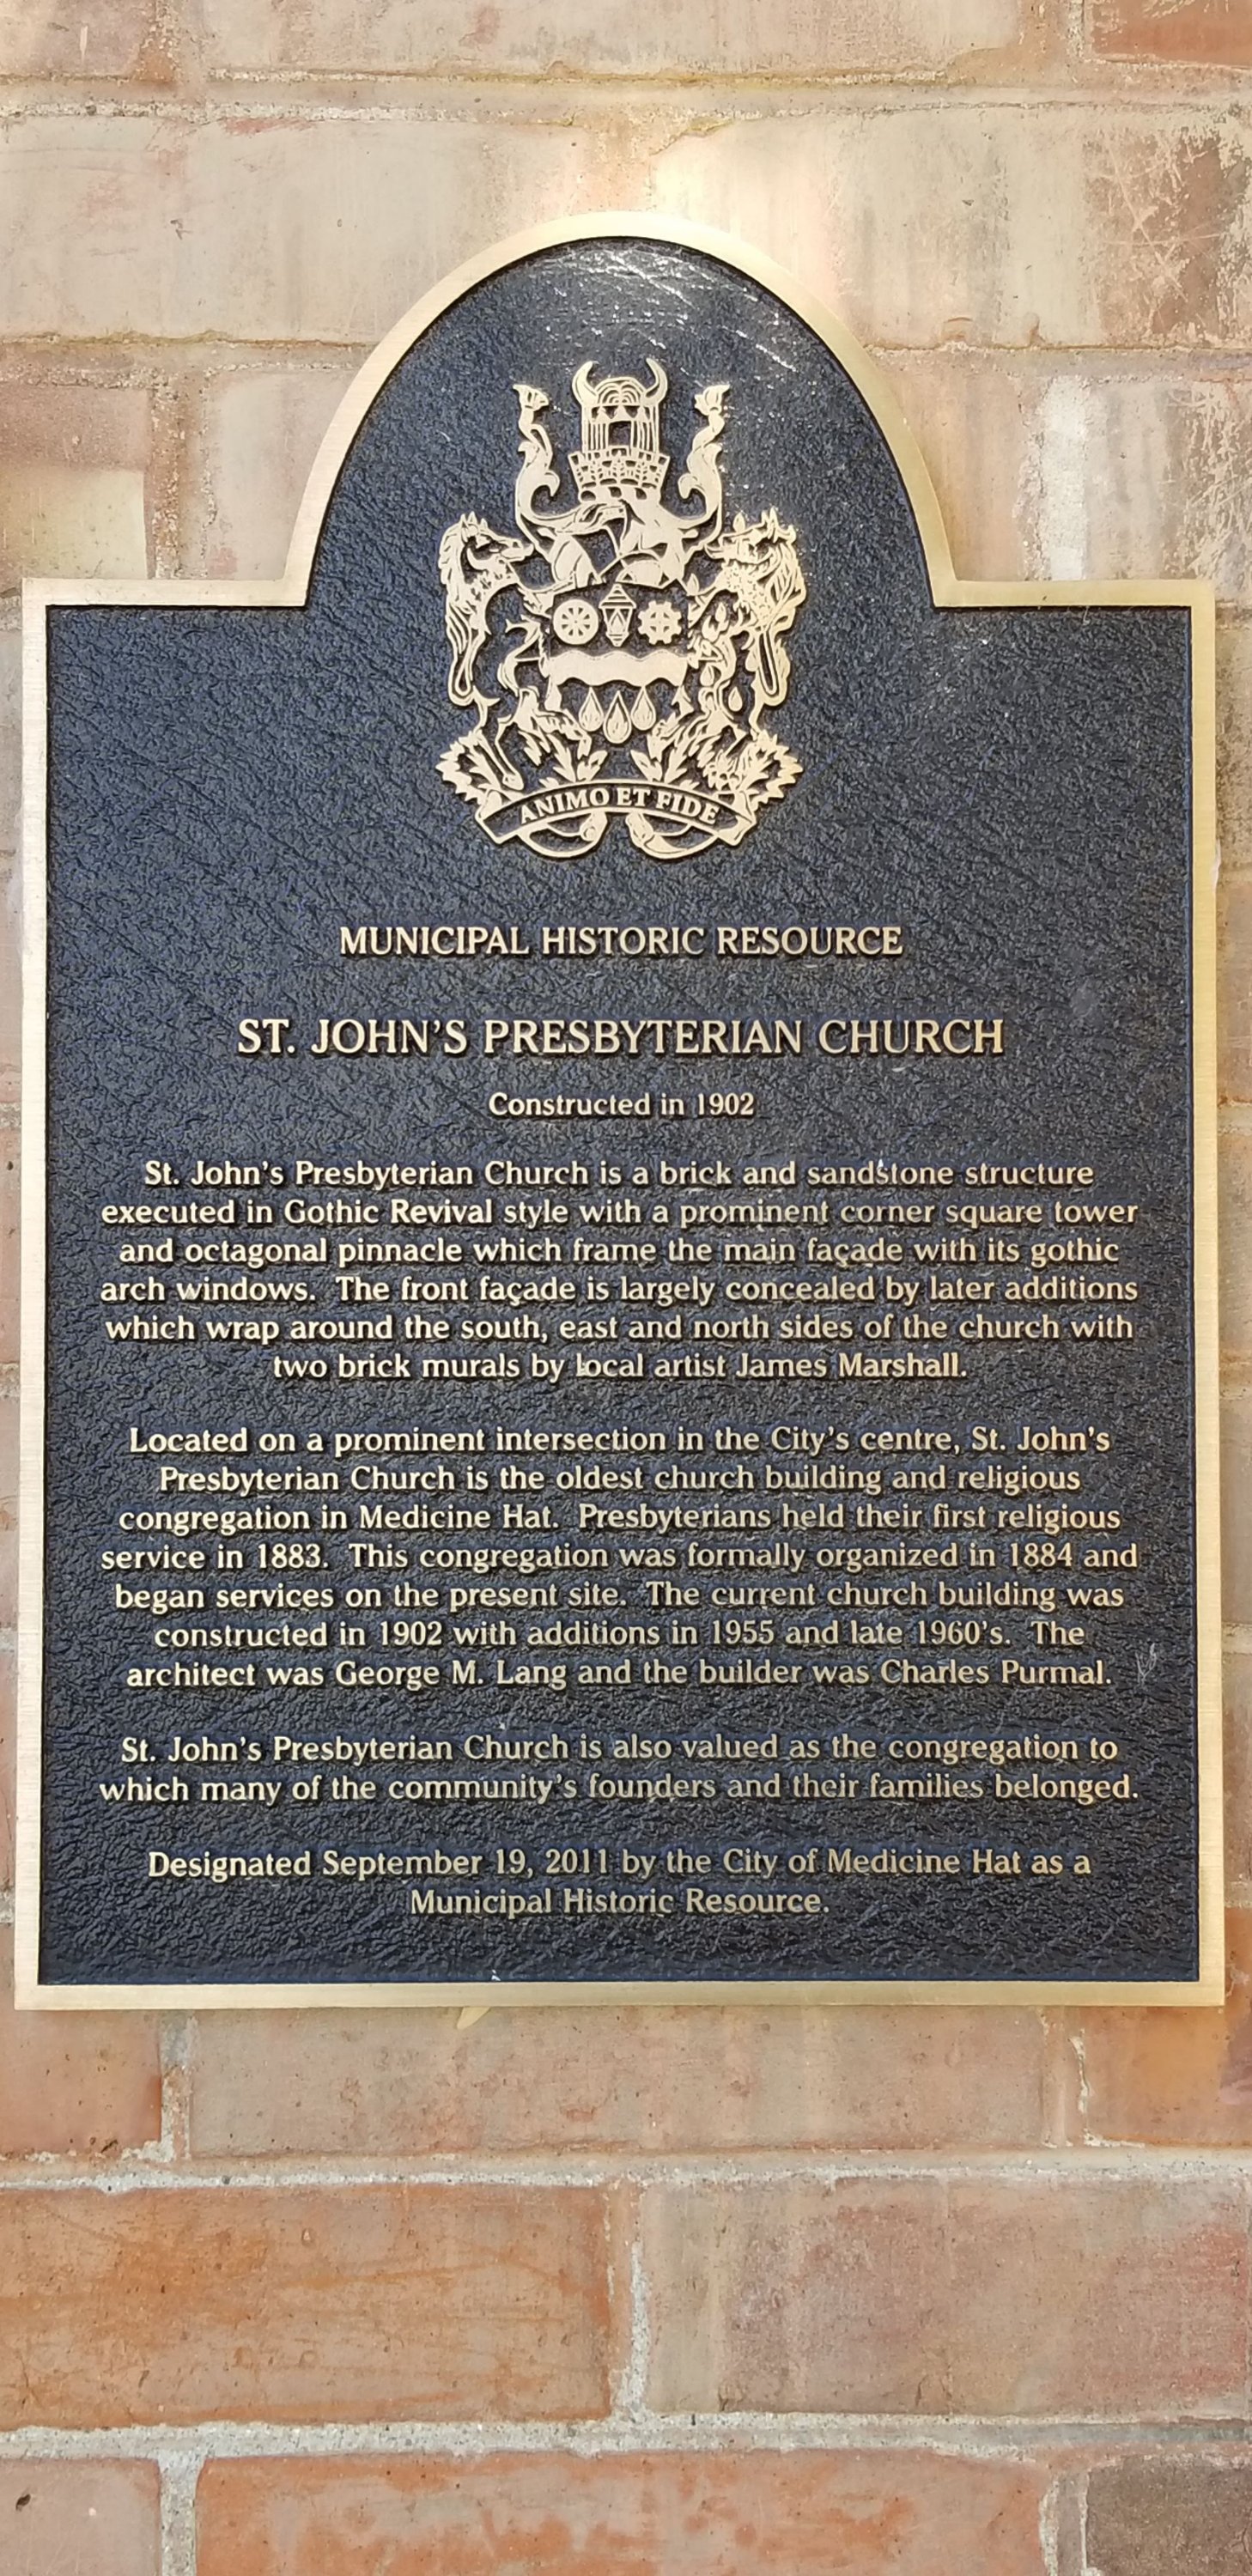 ANIMO ET FIDE
MUNICIPAL HISTORIC RESOURCE
ST. JOHN'S PRESBYTERIAN CHURCH
Constructed in 1902
St. John's Presbyterian Church is a brick and sandstone structure
executed in Gothic Revival style with a prominent corner square tower
and octagonal pinnacle which frame the main façade with its gothic
arch windows. The front façade is largely concealed by later additions
which wrap around the south, east and north sides of the church with
two brick murals by local artist James Marshall.
Located on a prominent intersection in the City's centre, St. John's
Presbyterian Church is the oldest church building and religious
congregation in Medicine Hat. Presbyterians held their first religious
service in 1883. This congregation was formally organized in 1884 and
began services on the present site. The current church building was
constructed in 1902 with additions in 1955 and late 1960's. The
architect was George M. Lang and the builder was Charles Purmal.
St. John's Presbyterian Church is also valued as the congregation to
which many of the community's founders and their families belonged.
Designated September 19, 2011 by the City of Medicine Hat as a
Municipal Historic Resource.